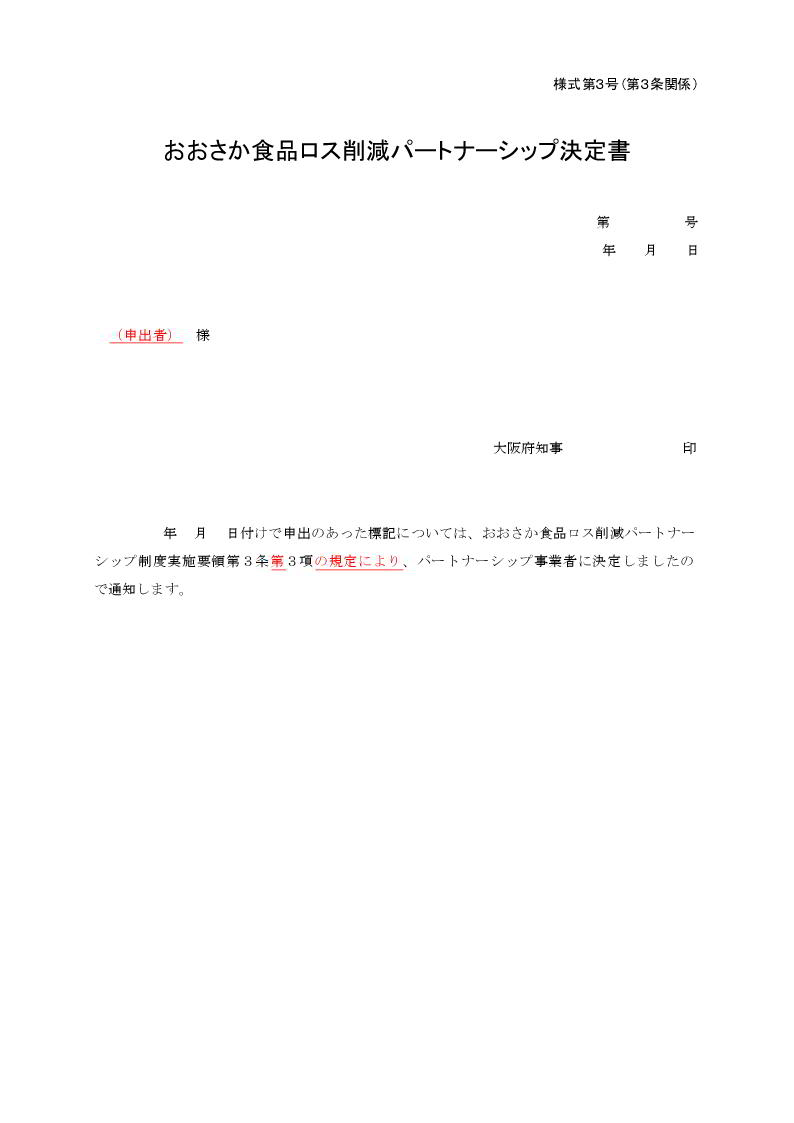 様式第３号（第３条関係）
おおさか食品ロス削減パートナーシップ決定書
第　　　　　号
年　　月　　日
（申出者）　様
大阪府知事　　　　　　　　印
年　月　日付けで申出のあった標記については、おおさか食品ロス削減パートナー
シップ制度実施要領第３条第３項の規定により、パートナーシップ事業者に決定しましたの
で通知します。